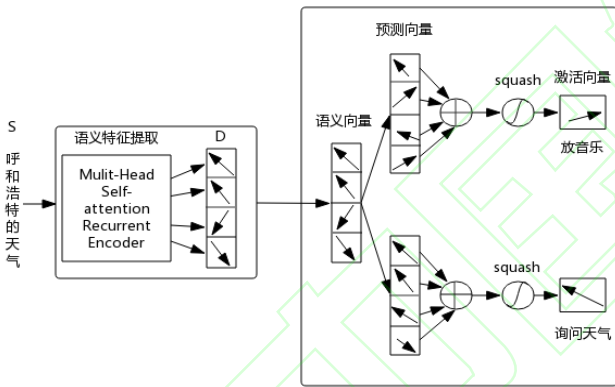 S
呼和浩特的天气
语义特征提取
D
Mulit-Head
Self-
attention
Recurrent
Encoder
语义向量
预测向量
squash
激活向量
放音乐
squash
询问天气